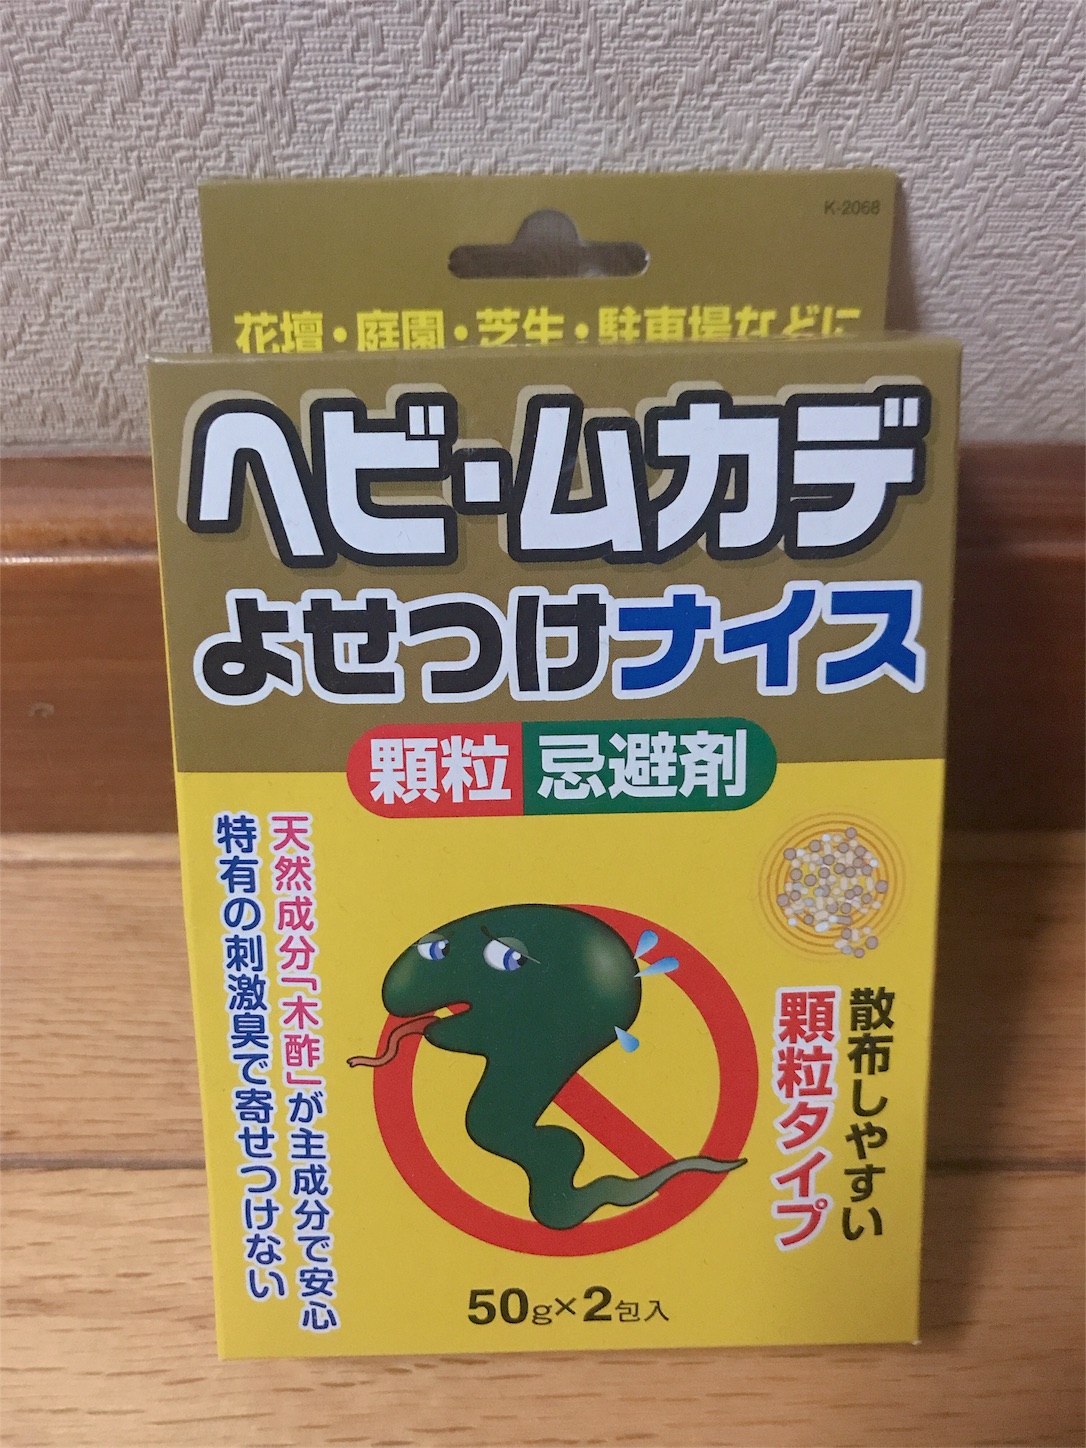 K-2068
花壇・庭園・芝生・駐車場などに
ヘビ・ムカデ
よせつけナイス
顆粒 忌避剤
天然成分「木酢」が主成分で安心
特有の刺激臭で寄せつけない
散布しやすい
顆粒タイプ
50g×2包入